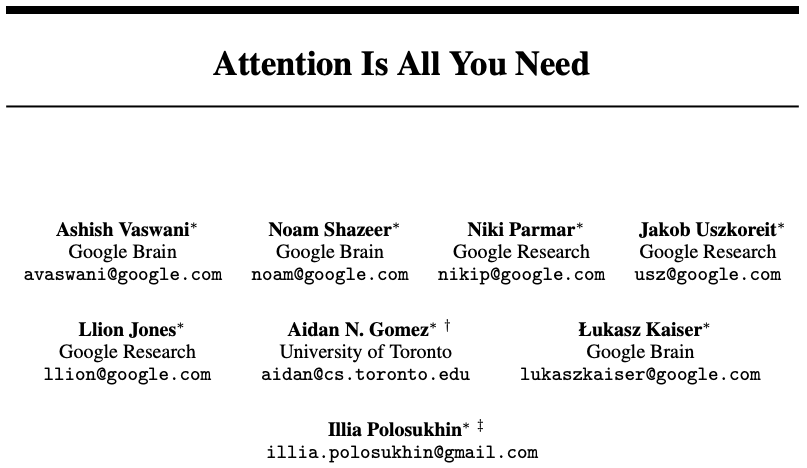 Attention Is All You Need
Ashish Vaswani* Noam Shazeer* Niki Parmar* Jakob Uszkoreit*
Google Brain Google Brain Google Research Google Research
avaswani@google.com noam@google.com nikip@google.com usz@google.com
Llion Jones* Aidan N. Gomez* † Łukasz Kaiser*
Google Research University of Toronto Google Brain
llion@google.com aidan@cs.toronto.edu lukaszkaiser@google.com
Illia Polosukhin* ‡
illia.polosukhin@gmail.com